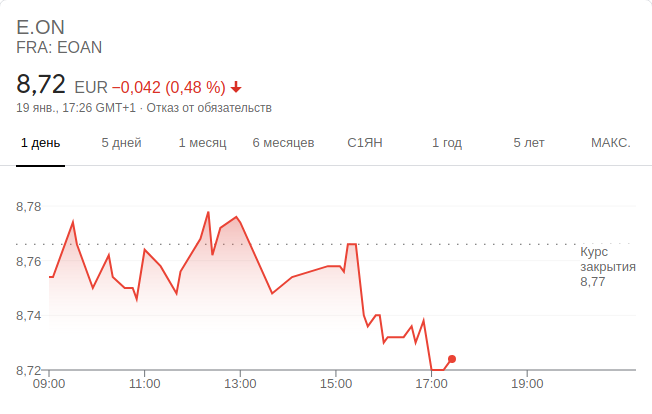 E.ON
FRA: EOAN
8,72 EUR −0,042 (0,48 %)
19 янв., 17:26 GMT+1 · Отказ от обязательств
1 день 5 дней 1 месяц 6 месяцев С1ЯН 1 год 5 лет МАКС.
8,78
Курс
закрытия
8,77
8,76
8,74
8,72
09:00 11:00 13:00 15:00 17:00 19:00